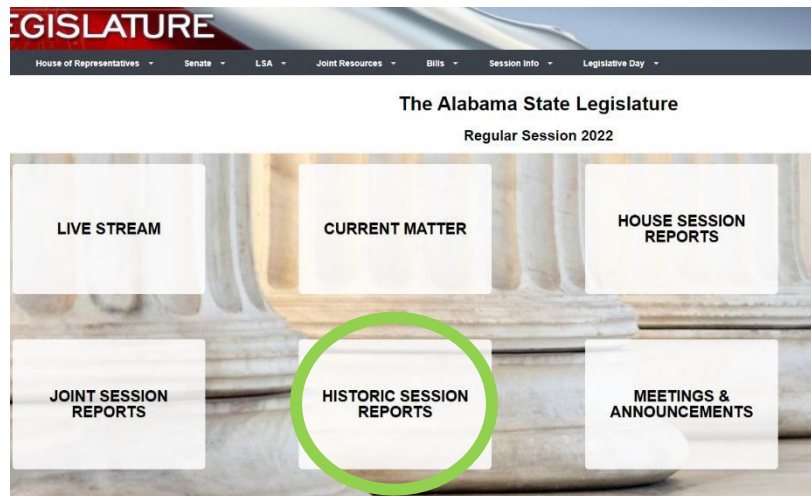 EGISLATURE
House of Representatives Senate LSA Joint Resources Bills Session Info Legislative Day
The Alabama State Legislature
Regular Session 2022
LIVE STREAM
CURRENT MATTER
HOUSE SESSION
REPORTS
JOINT SESSION
REPORTS
HISTORIC SESSION
REPORTS
MEETINGS &
ANNOUNCEMENTS